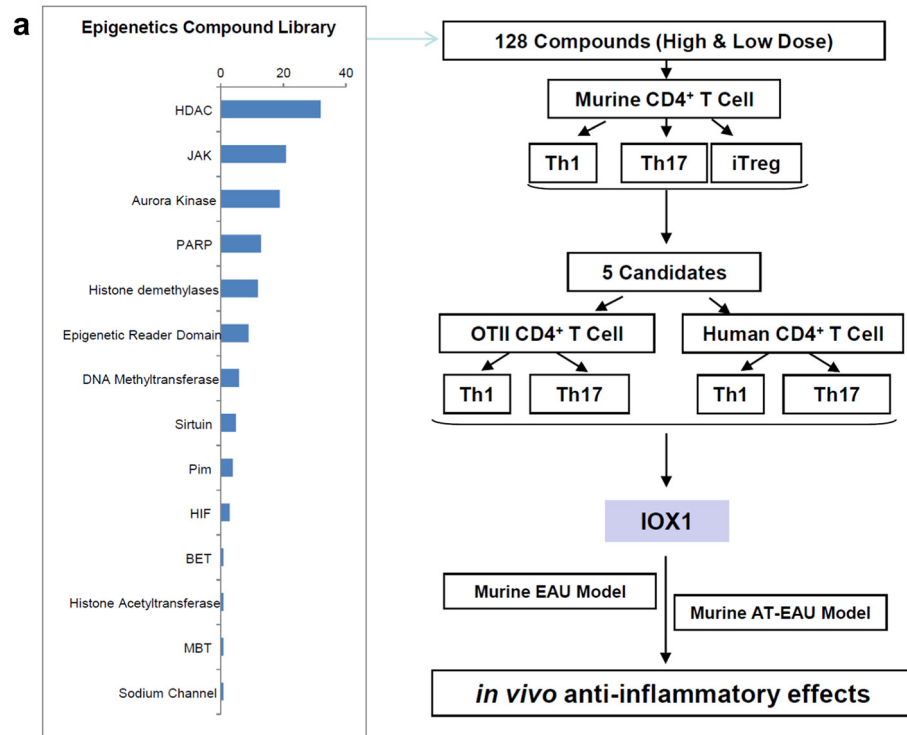 a
Epigenetics Compound Library
0 20 40
HDAC
JAK
Aurora Kinase
PARP
Histone demethylases
Epigenetic Reader Domain
DNA Methyltransferase
Sirtuin
Pim
HIF
BET
Histone Acetyltransferase
MBT
Sodium Channel
128 Compounds (High & Low Dose)
Murine CD4⁺ T Cell
Th1 Th17 iTreg
5 Candidates
OTII CD4⁺ T Cell Human CD4⁺ T Cell
Th1 Th17 Th1 Th17
IOX1
Murine EAU Model
Murine AT-EAU Model
in vivo anti-inflammatory effects